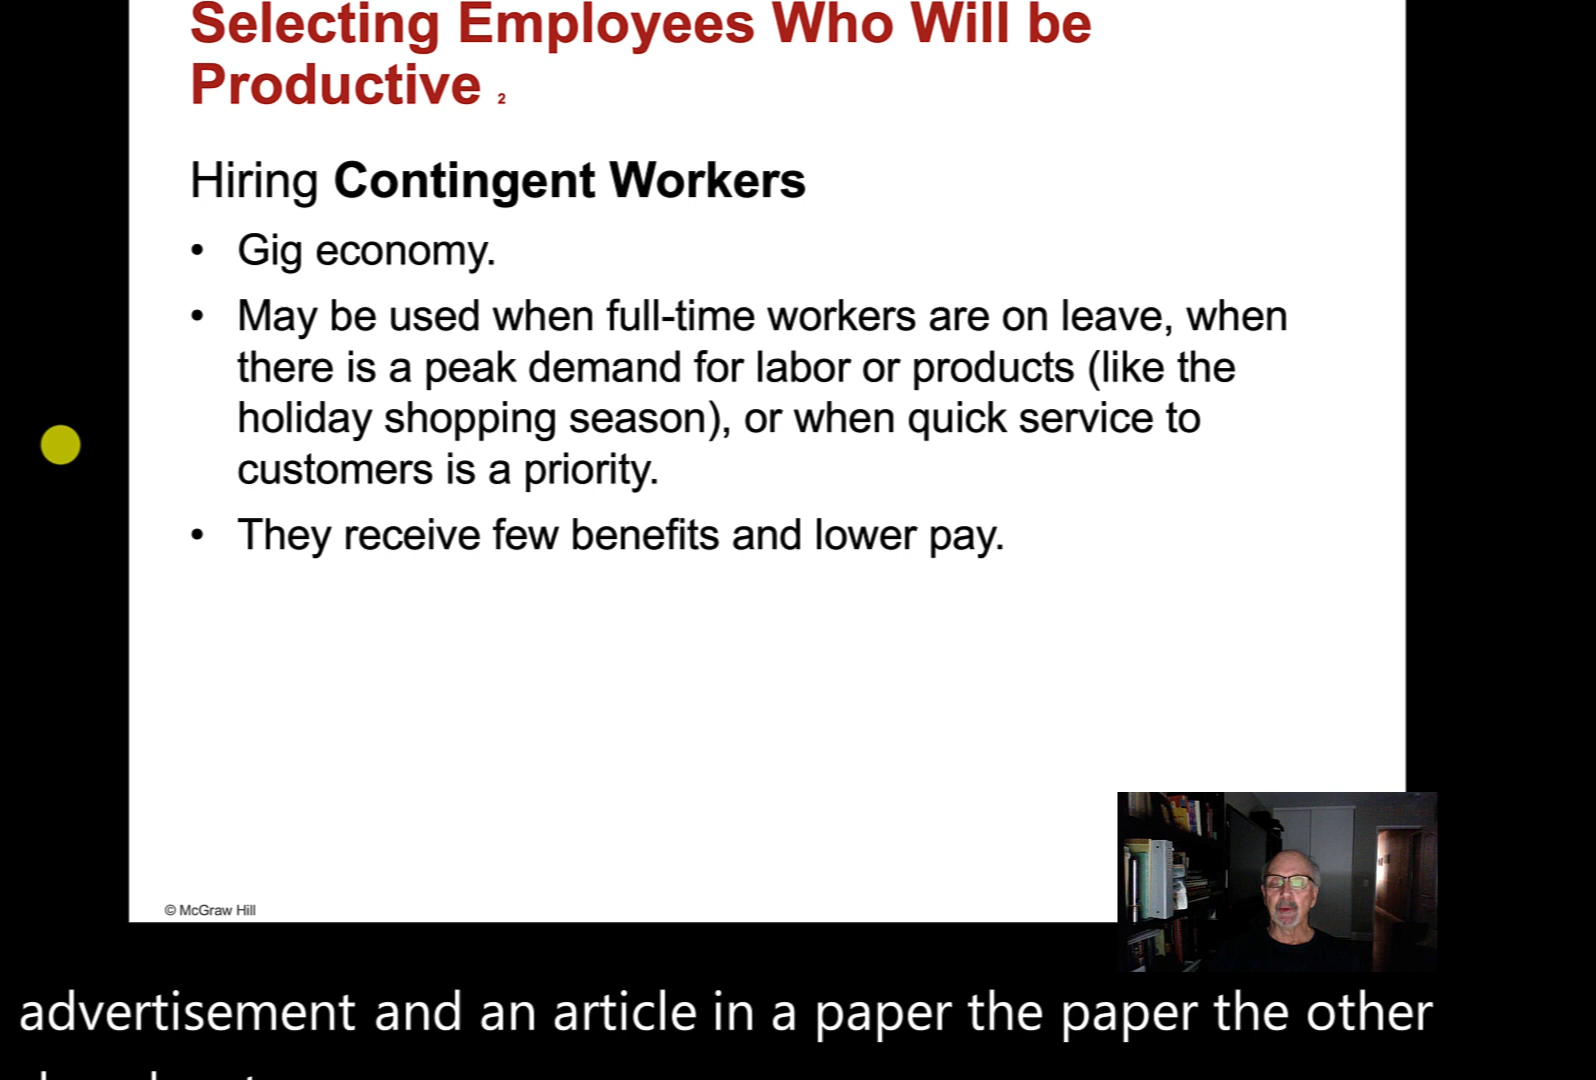 Selecting Employees Who Will be
Productive 2
Hiring Contingent Workers
• Gig economy.
• May be used when full-time workers are on leave, when
there is a peak demand for labor or products (like the
holiday shopping season), or when quick service to
customers is a priority.
• They receive few benefits and lower pay.
© McGraw Hill
advertisement and an article in a paper the paper the other